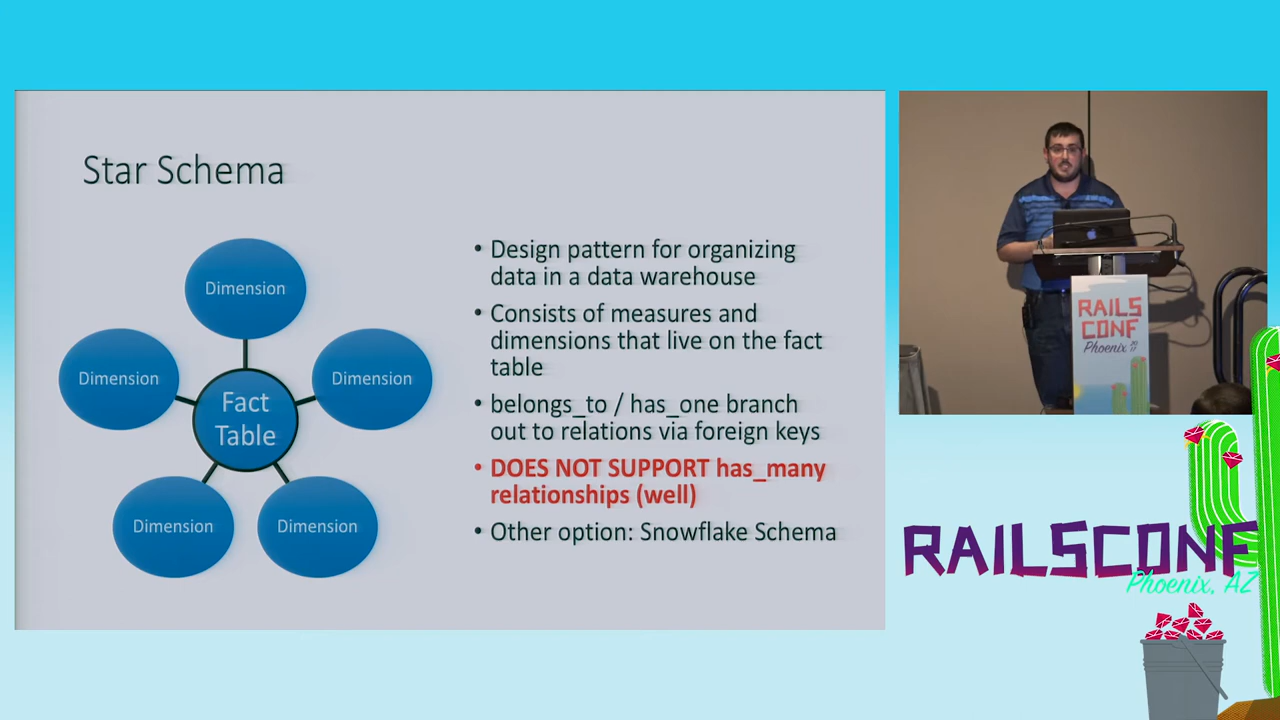 Star Schema
Dimension
Dimension
Dimension
Fact
Table
Dimension
Dimension
• Design pattern for organizing
data in a data warehouse
• Consists of measures and
dimensions that live on the fact
table
• belongs_to / has_one branch
out to relations via foreign keys
• DOES NOT SUPPORT has_many
relationships (well)
• Other option: Snowflake Schema
RAILS
CONF
Phoenix 2017
RAILSCONF
Phoenix, AZ